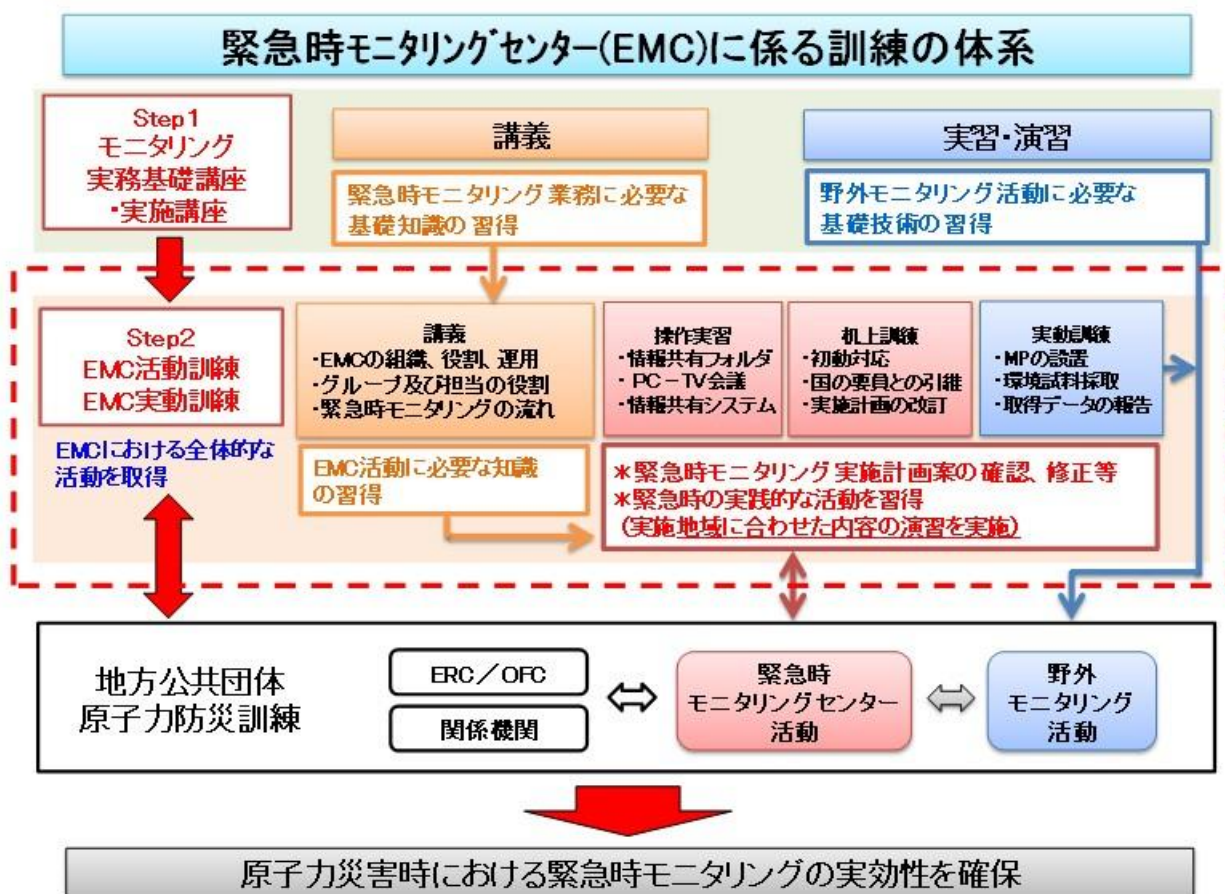 緊急時モニタリングセンター(EMC)に係る訓練の体系
Step1
モニタリング
実務基礎講座
・実施講座
講義
緊急時モニタリング業務に必要な
基礎知識の習得
実習・演習
野外モニタリング活動に必要な
基礎技術の習得
Step2
EMC活動訓練
EMC実動訓練
EMCにおける全体的な
活動を取得
講義
・EMCの組織、役割、運用
・グループ及び担当の役割
・緊急時モニタリングの流れ
EMC活動に必要な知識
の習得
操作実習
・情報共有フォルダ
・PC－TV会議
・情報共有システム
机上訓練
・初動対応
・国の要員との引継
・実施計画の改訂
実動訓練
・MPの設置
・環境試料採取
・取得データの報告
＊緊急時モニタリング実施計画案の確認、修正等
＊緊急時の実践的な活動を習得
(実施地域に合わせた内容の演習を実施)
地方公共団体
原子力防災訓練
ERC／OFC
関係機関
緊急時
モニタリングセンター
活動
野外
モニタリング
活動
原子力災害時における緊急時モニタリングの実効性を確保